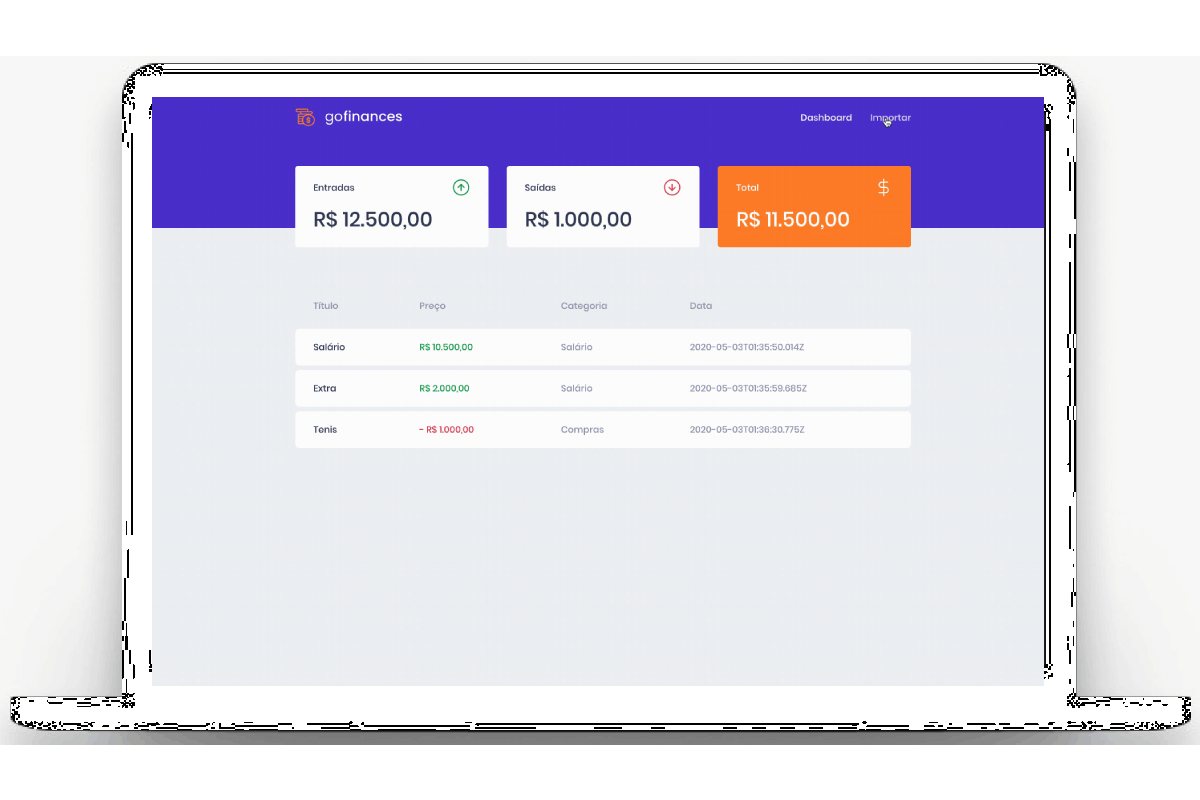 gofinances Dashboard Importar
Entradas Saídas Total $
R$ 12.500,00 R$ 1.000,00 R$ 11.500,00
Título Preço Categoria Data
Salário R$ 10.500,00 Salário 2020-05-03T01:35:50.014Z
Extra R$ 2.000,00 Salário 2020-05-03T01:35:59.685Z
Tenis - R$ 1.000,00 Compras 2020-05-03T01:36:30.775Z